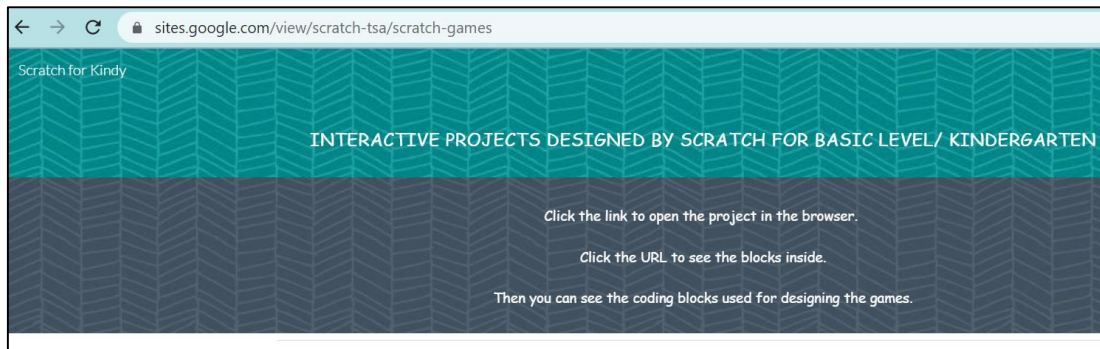 sites.google.com/view/scratch-tsa/scratch-games
Scratch for Kindy
INTERACTIVE PROJECTS DESIGNED BY SCRATCH FOR BASIC LEVEL/ KINDERGARTEN
Click the link to open the project in the browser.
Click the URL to see the blocks inside.
Then you can see the coding blocks used for designing the games.